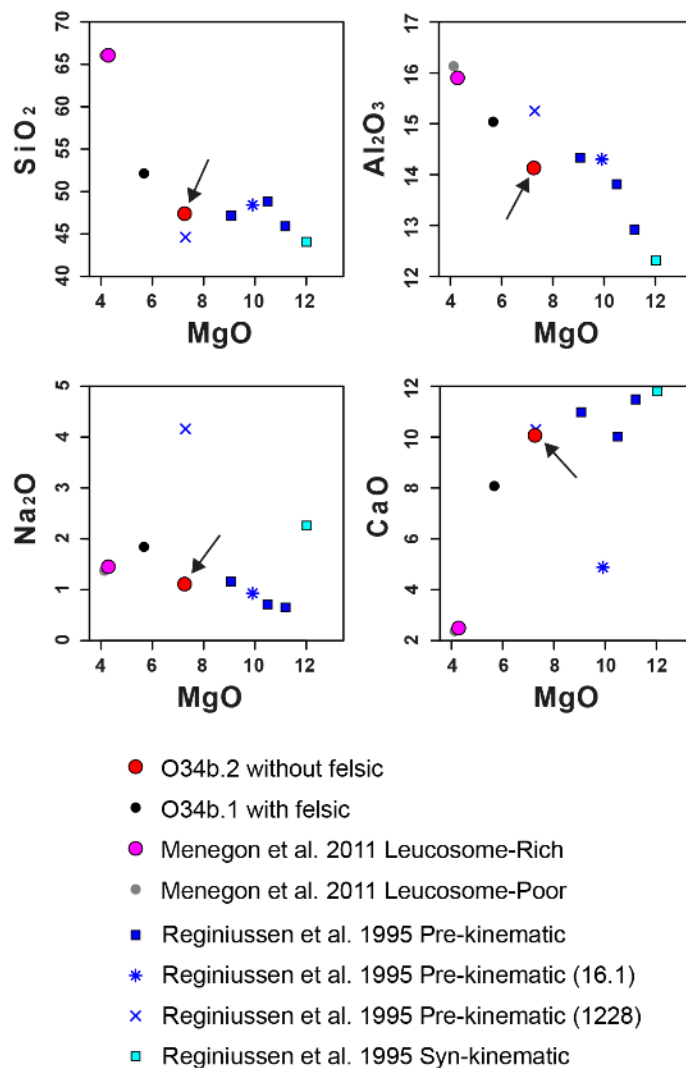 SiO2
70
65
60
55
50
45
40
4
6
8
10
12
MgO
Al2O3
17
16
15
14
13
12
4
6
8
10
12
MgO
Na2O
5
4
3
2
1
0
4
6
8
10
12
MgO
CaO
12
10
8
6
4
2
4
6
8
10
12
MgO
O34b.2 without felsic
O34b.1 with felsic
Menegon et al. 2011 Leucosome-Rich
Menegon et al. 2011 Leucosome-Poor
Reginiussen et al. 1995 Pre-kinematic
Reginiussen et al. 1995 Pre-kinematic (16.1)
Reginiussen et al. 1995 Pre-kinematic (1228)
Reginiussen et al. 1995 Syn-kinematic